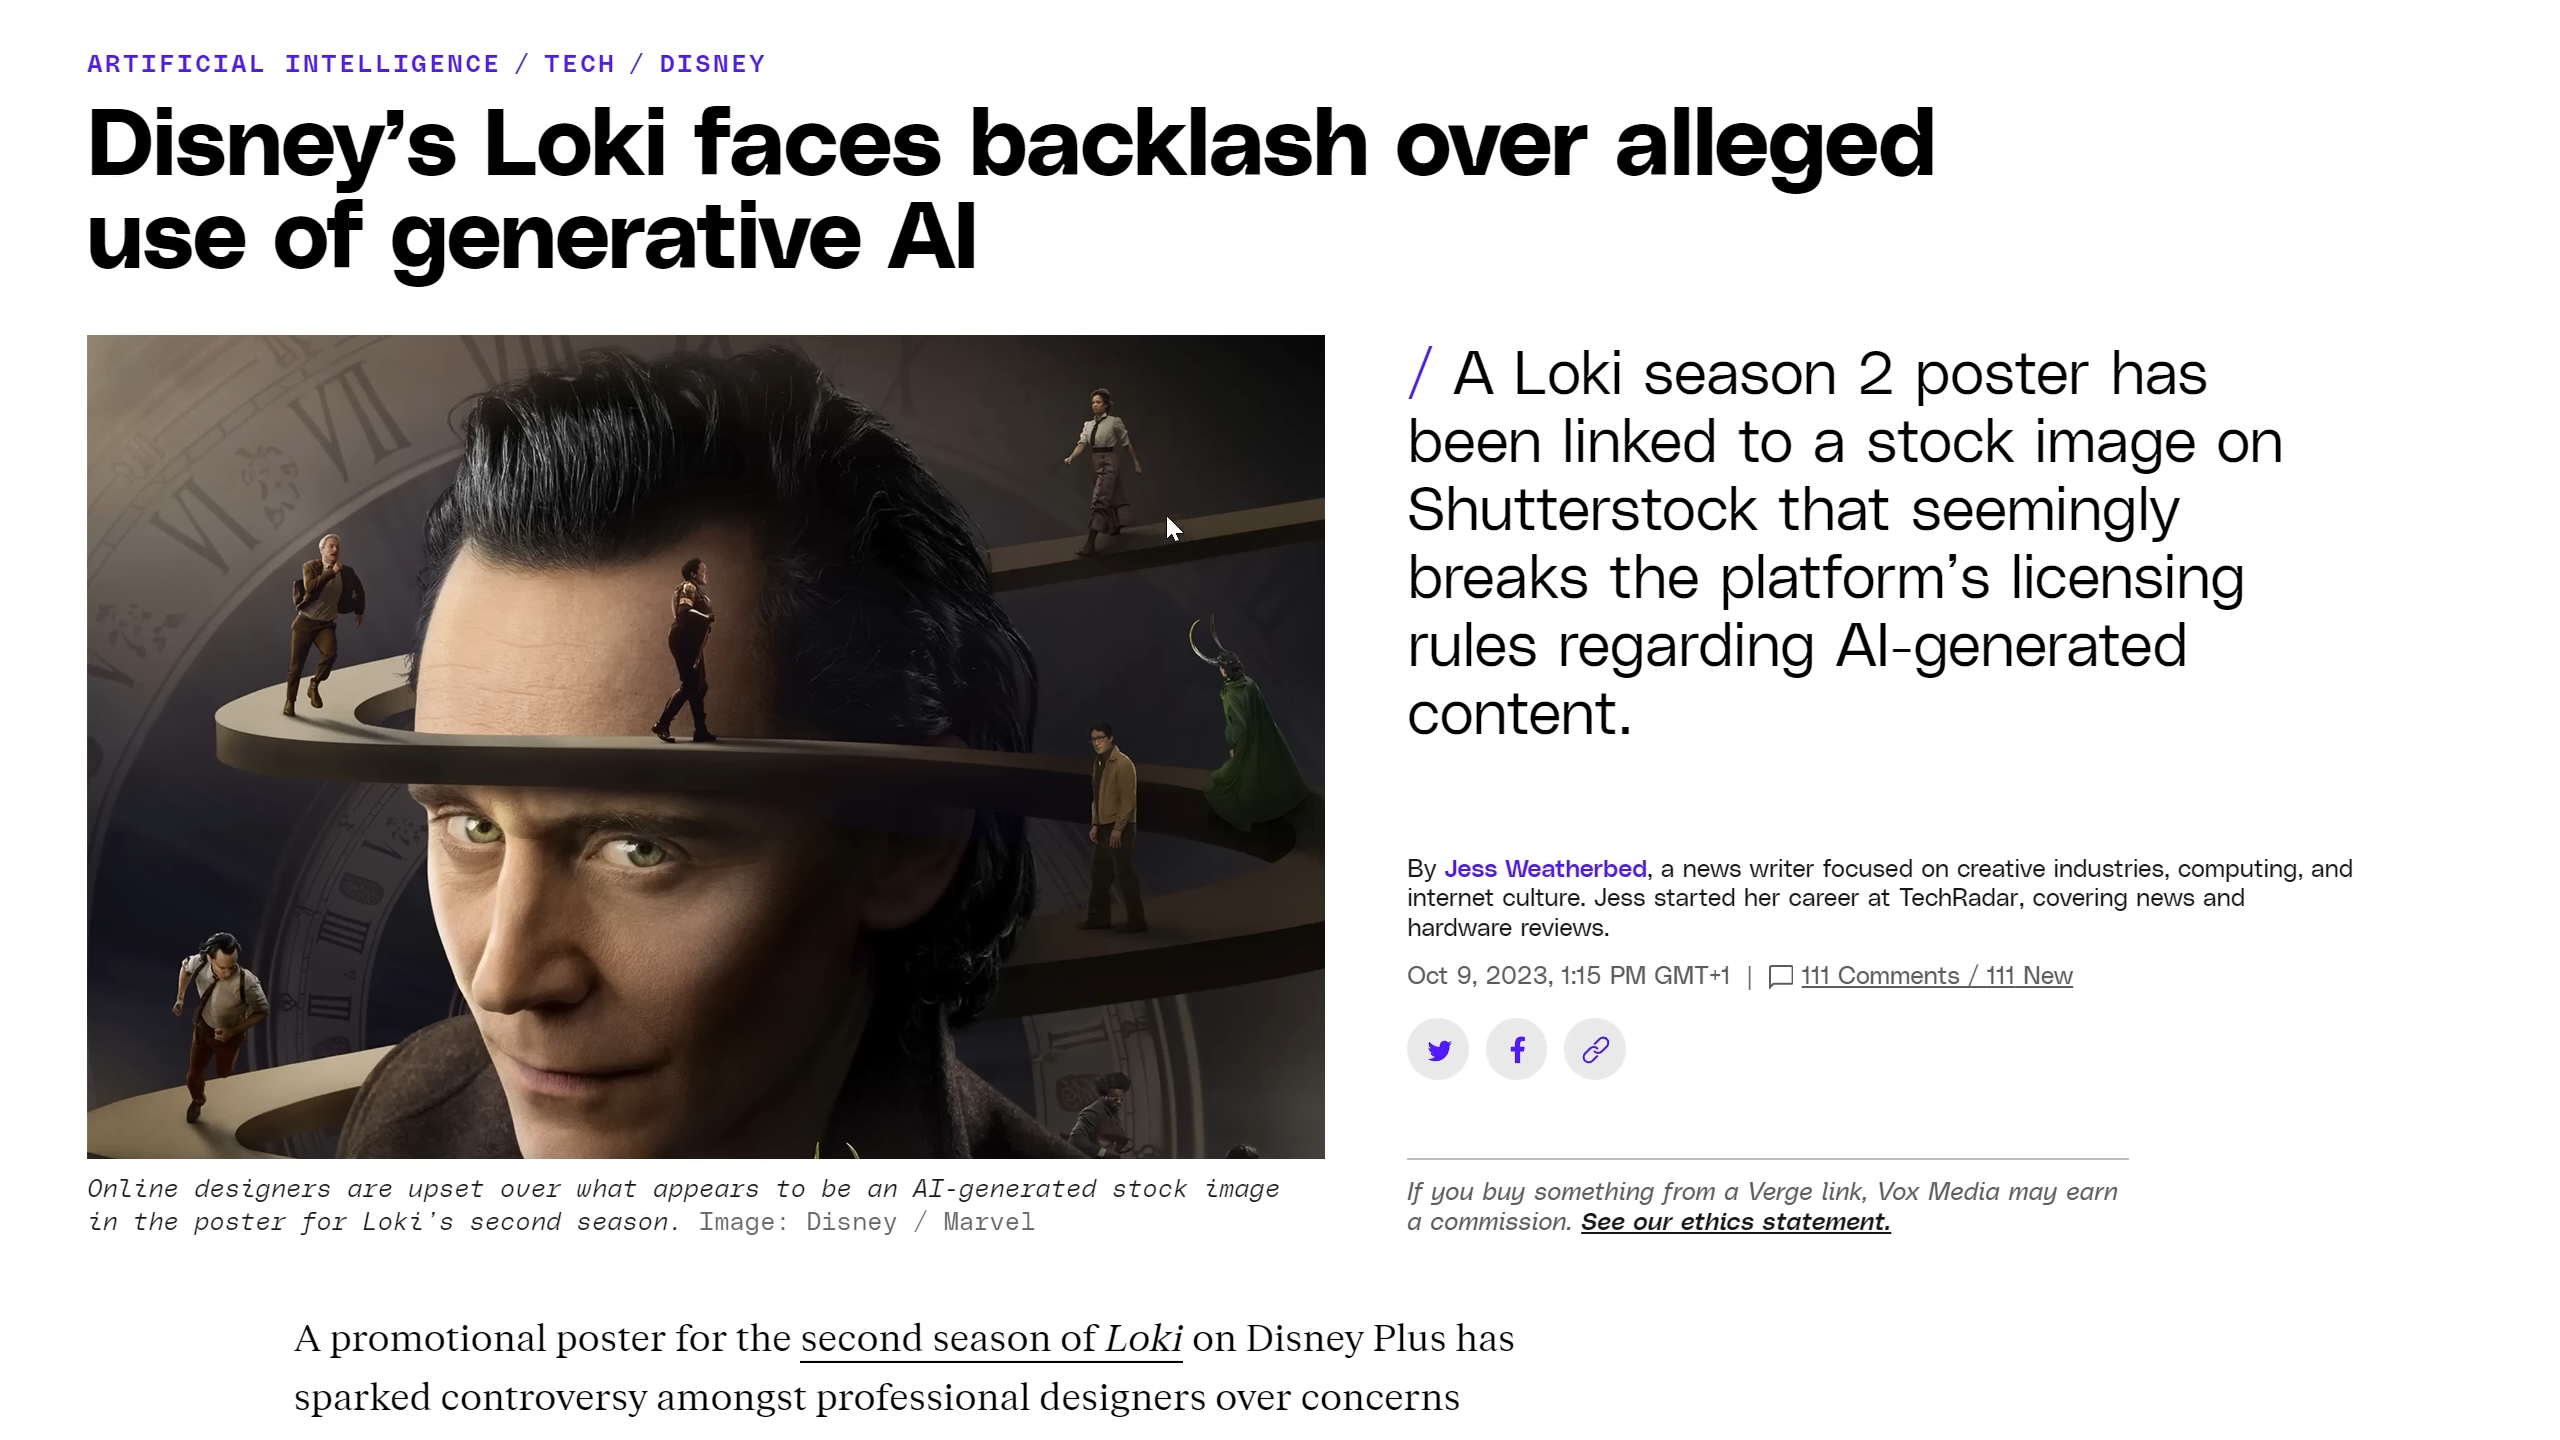 ARTIFICIAL INTELLIGENCE / TECH / DISNEY
Disney’s Loki faces backlash over alleged
use of generative AI
/ A Loki season 2 poster has
been linked to a stock image on
Shutterstock that seemingly
breaks the platform’s licensing
rules regarding AI-generated
content.
By Jess Weatherbed, a news writer focused on creative industries, computing, and
internet culture. Jess started her career at TechRadar, covering news and
hardware reviews.
Oct 9, 2023, 1:15 PM GMT+1 | 111 Comments / 111 New
VI
VII
VIII
III
III
Online designers are upset over what appears to be an AI-generated stock image
in the poster for Loki’s second season. Image: Disney / Marvel
If you buy something from a Verge link, Vox Media may earn
a commission. See our ethics statement.
A promotional poster for the second season of Loki on Disney Plus has
sparked controversy amongst professional designers over concerns